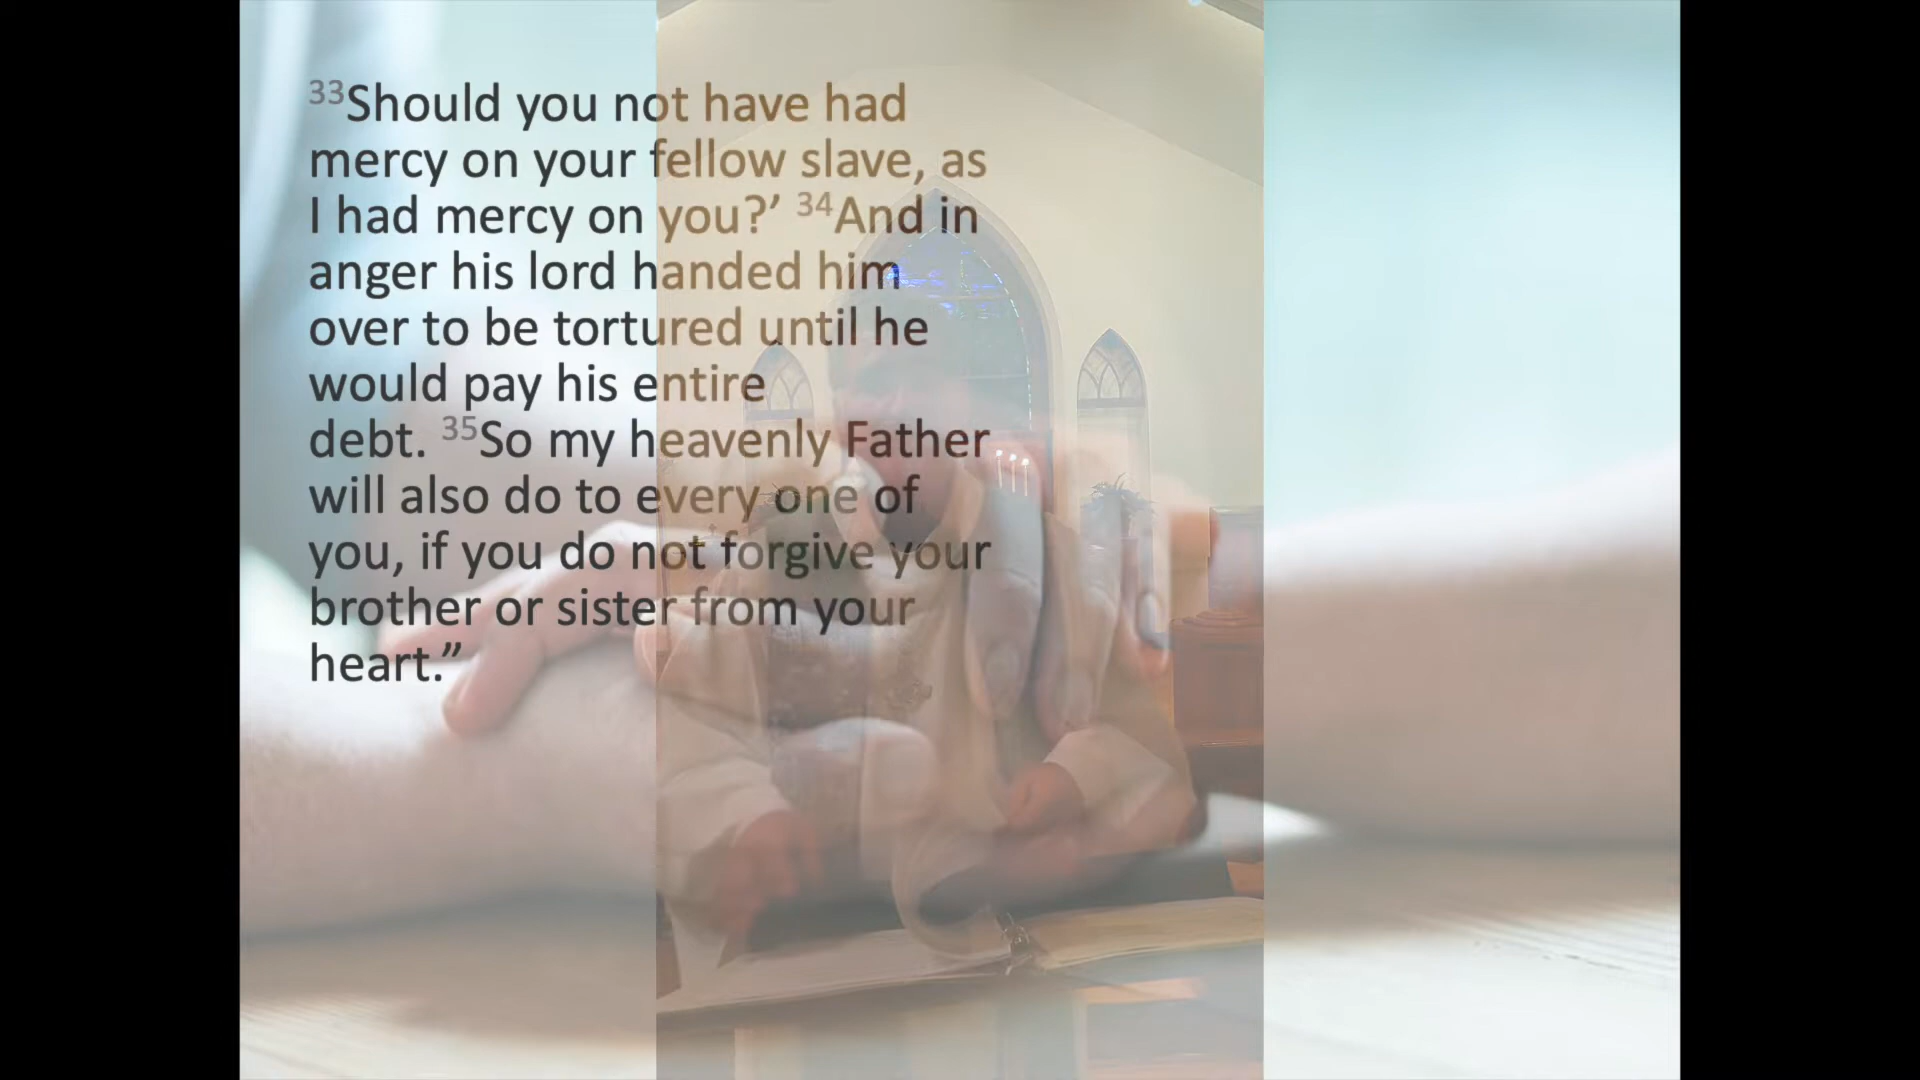 33Should you not have had
mercy on your fellow slave, as
I had mercy on you?’ 34And in
anger his lord handed him
over to be tortured until he
would pay his entire
debt. 35So my heavenly Father
will also do to every one of
you, if you do not forgive your
brother or sister from your
heart.”